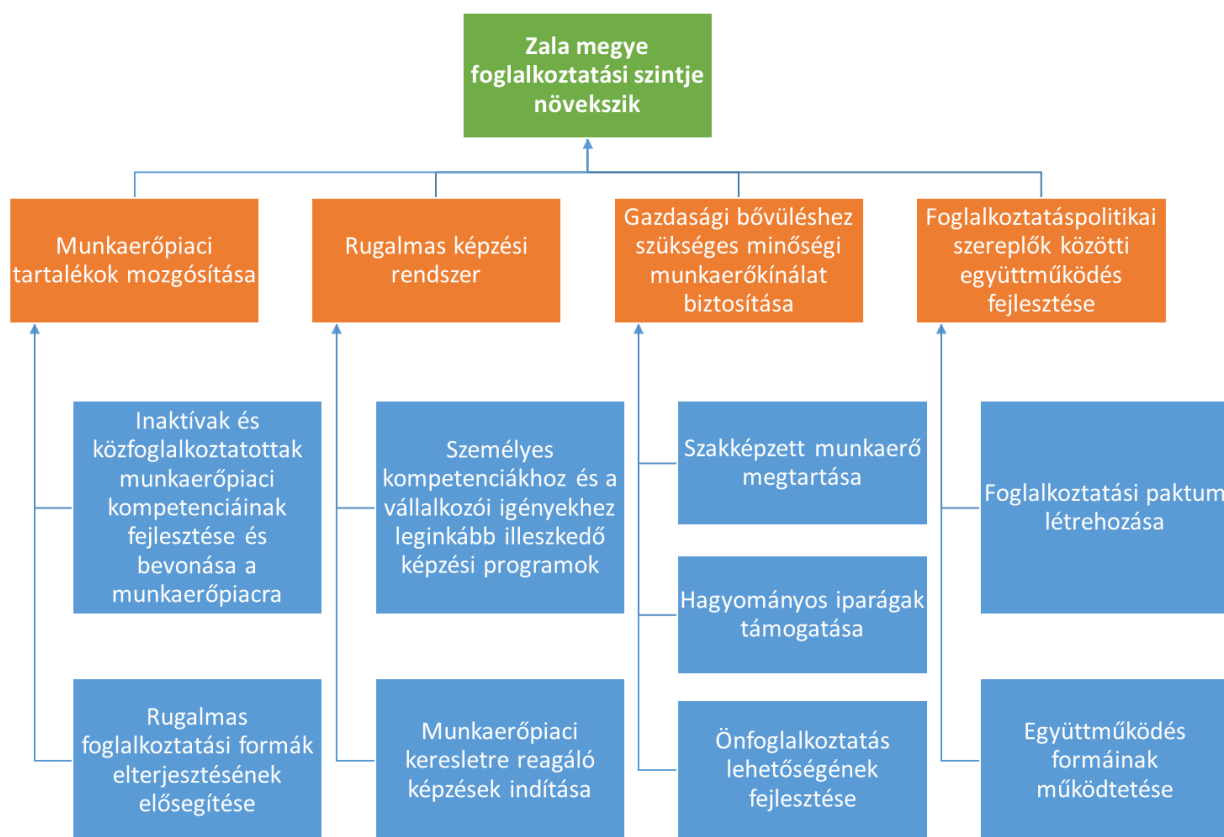 Zala megye
foglalkoztatási szintje
növekszik
Munkaerőpiaci
tartalékok mozgósítása
Rugalmas képzési
rendszer
Gazdasági bővüléshez
szükséges minőségi
munkaerőkínálat
biztosítása
Foglalkoztatáspolitikai
szereplők közötti
együttműködés
fejlesztése
Inaktívak és
közfoglalkoztatottak
munkaerőpiaci
kompetenciáinak
fejlesztése és
bevonása a
munkaerőpiacra
Rugalmas
foglalkoztatási formák
elterjesztésének
elősegítése
Személyes
kompetenciákhoz és a
vállalkozói igényekhez
leginkább illeszkedő
képzési programok
Munkaerőpiaci
keresletre reagáló
képzések indítása
Szakképzett munkaerő
megtartása
Hagyományos iparágak
támogatása
Önfoglalkoztatás
lehetőségének
fejlesztése
Foglalkoztatási paktum
létrehozása
Együttműködés
formáinak
működtetése